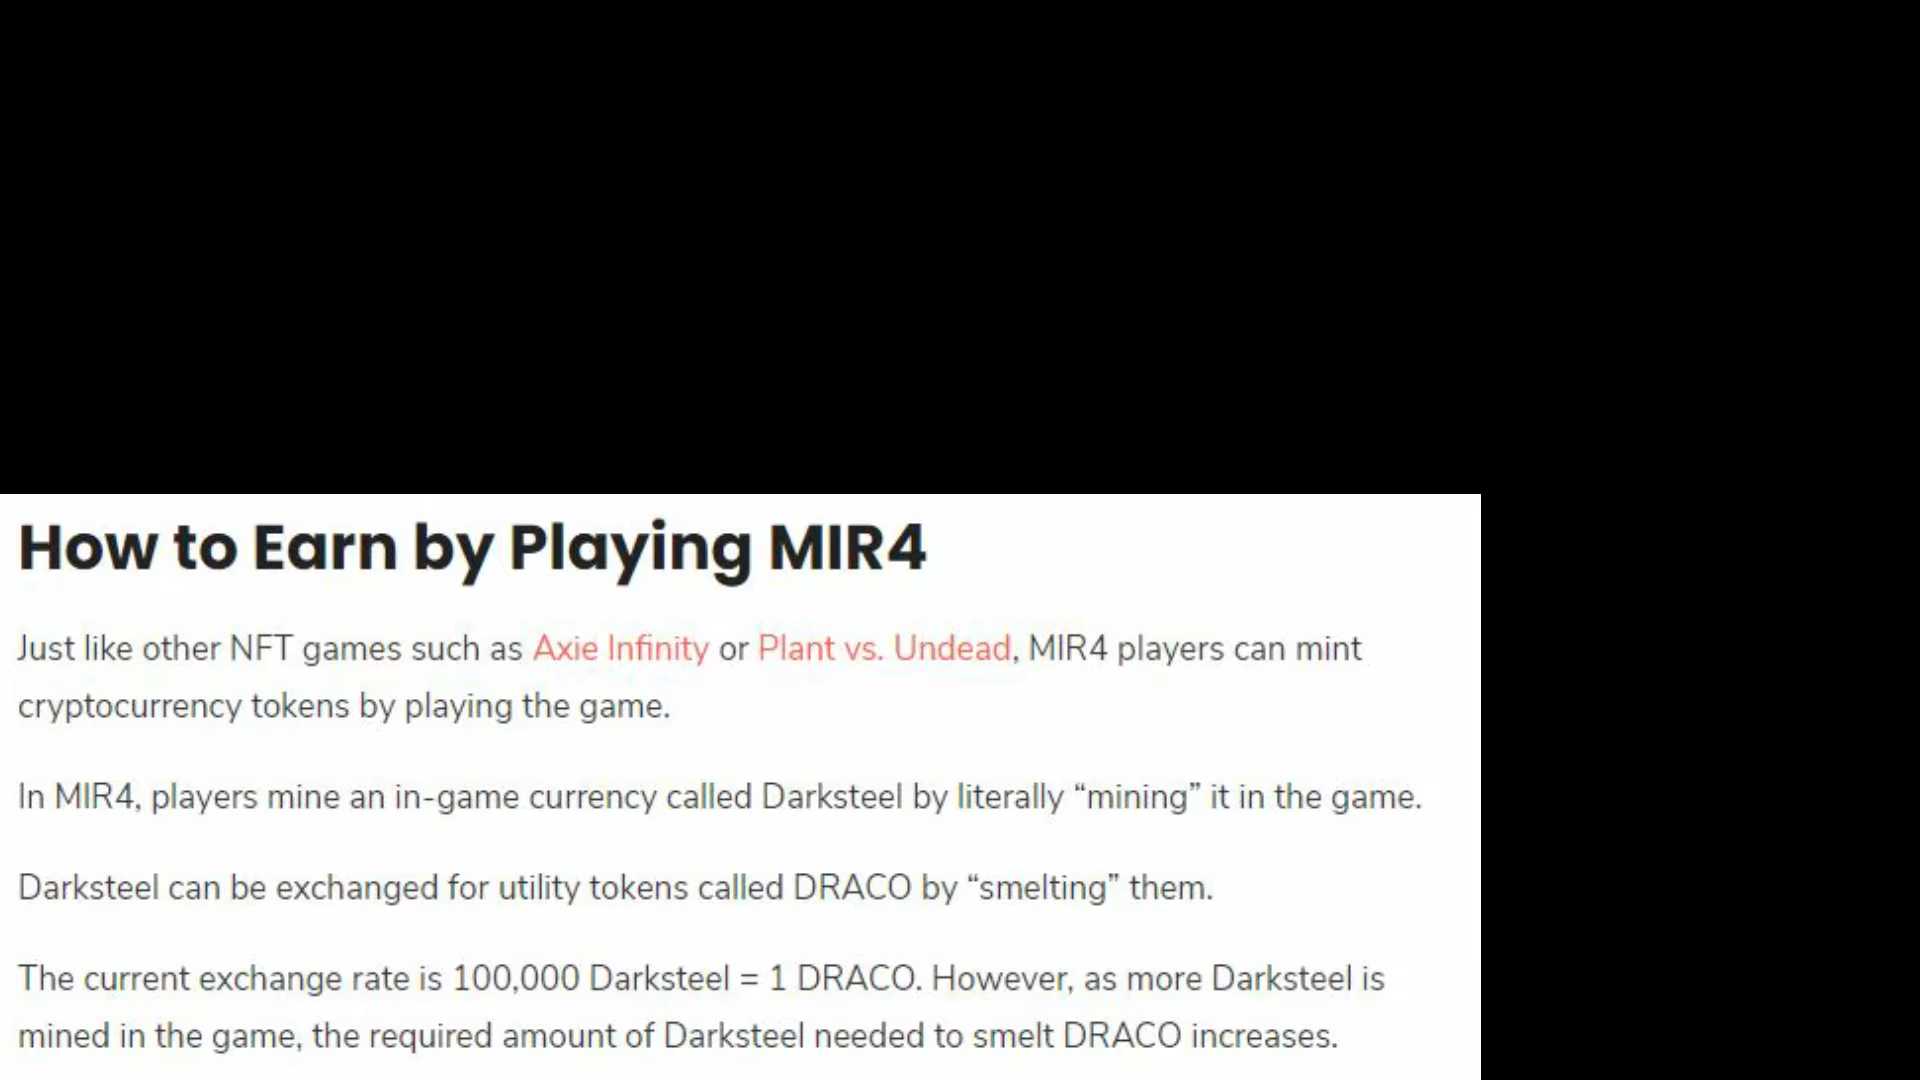 How to Earn by Playing MIR4
Just like other NFT games such as Axie Infinity or Plant vs. Undead, MIR4 players can mint
cryptocurrency tokens by playing the game.
In MIR4, players mine an in-game currency called Darksteel by literally “mining” it in the game.
Darksteel can be exchanged for utility tokens called DRACO by “smelting” them.
The current exchange rate is 100,000 Darksteel = 1 DRACO. However, as more Darksteel is
mined in the game, the required amount of Darksteel needed to smelt DRACO increases.